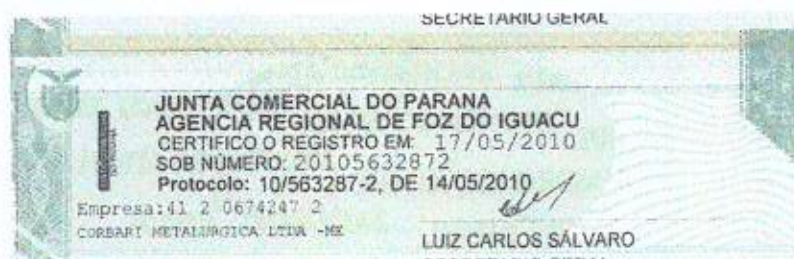 SECRETARIO GERAL
JUNTA COMERCIAL DO PARANA
AGENCIA REGIONAL DE FOZ DO IGUACU
CERTIFICO O REGISTRO EM: 17/05/2010
SOB NÚMERO: 20105632872
Protocolo: 10/563287-2, DE 14/05/2010
Empresa:41 2 0674247 2
CORBARI METALURGICA LTDA -ME
LUIZ CARLOS SÁLVARO
SECRETARIO GERAL